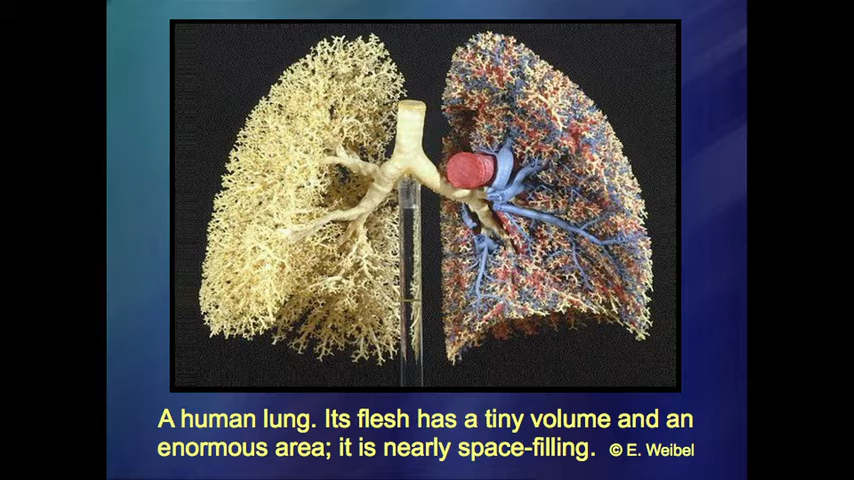 A human lung. Its flesh has a tiny volume and an
enormous area; it is nearly space-filling. © E. Weibel